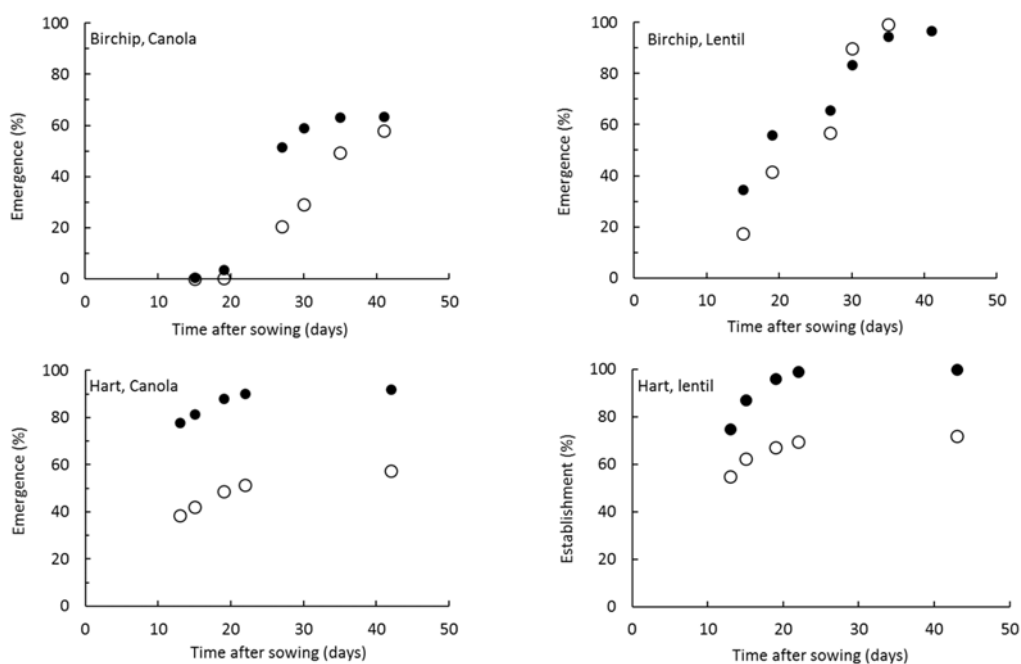 100
80
60
40
20
0
Emergence (%)
Birchip, Canola
0 10 20 30 40 50
Time after sowing (days)
100
80
60
40
20
0
Emergence (%)
Birchip, Lentil
0 10 20 30 40 50
Time after sowing (days)
100
80
60
40
20
0
Emergence (%)
Hart, Canola
0 10 20 30 40 50
Time after sowing (days)
100
80
60
40
20
0
Establishment (%)
Hart, lentil
0 10 20 30 40 50
Time after sowing (days)